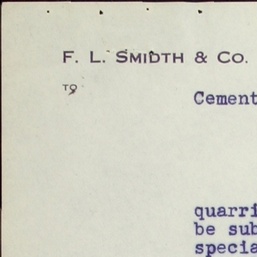 F. L. SMIDTH & CO.
TO
Cement
quarri
be sub
specia